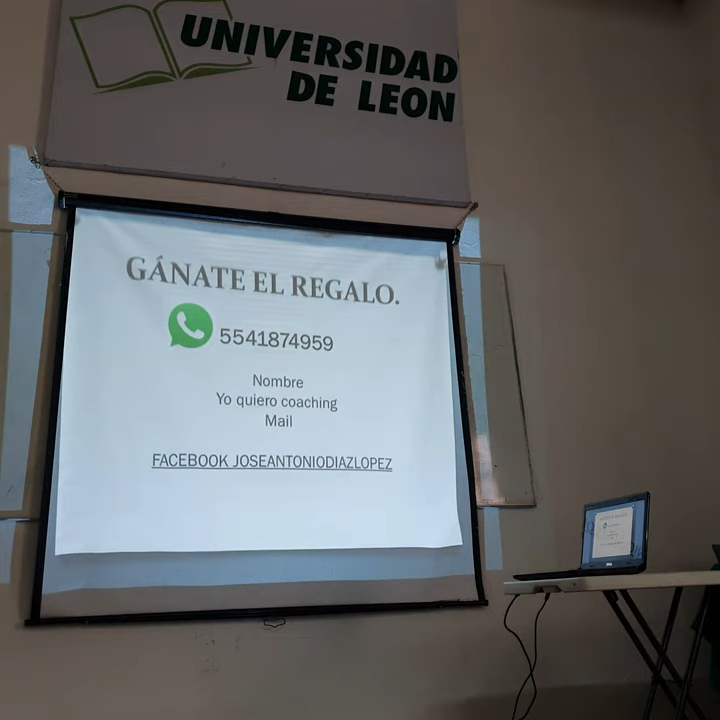 UNIVERSIDAD
DE LEON
GÁNATE EL REGALO.
5541874959
Nombre
Yo quiero coaching
Mail
FACEBOOK JOSEANTONIODIAZLOPEZ